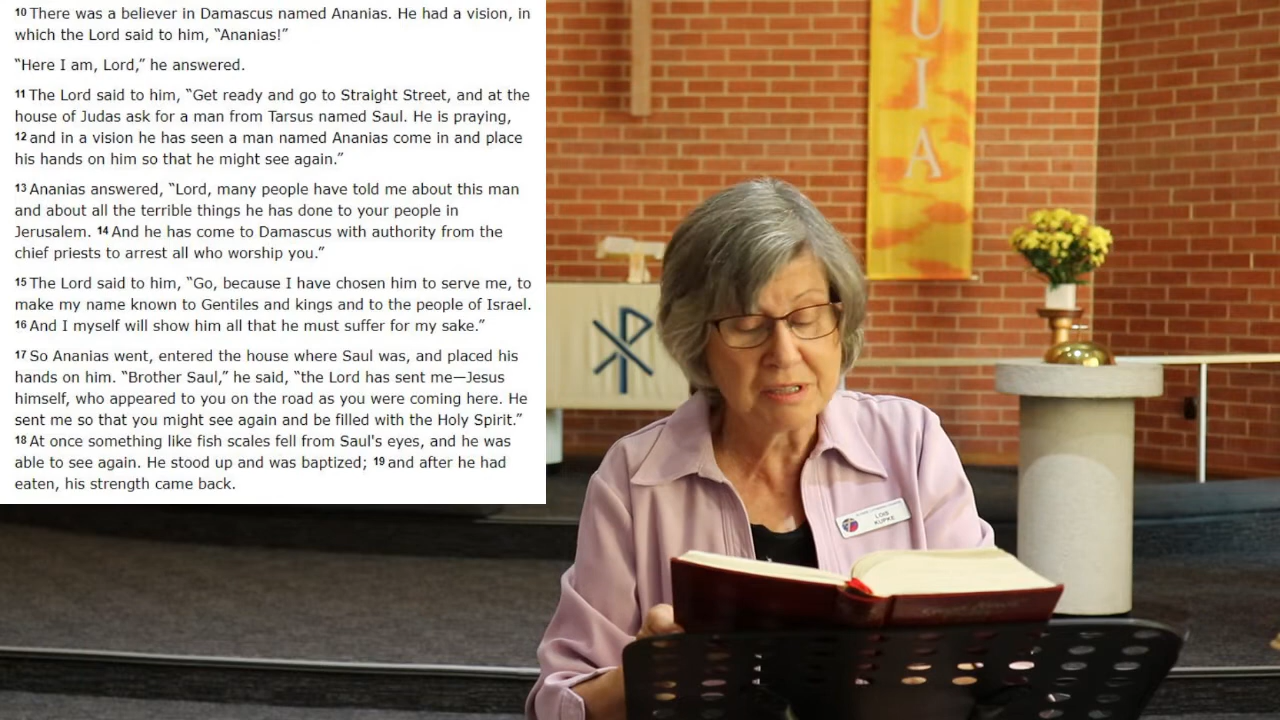 10 There was a believer in Damascus named Ananias. He had a vision, in
which the Lord said to him, “Ananias!”
“Here I am, Lord,” he answered.
11 The Lord said to him, “Get ready and go to Straight Street, and at the
house of Judas ask for a man from Tarsus named Saul. He is praying,
12 and in a vision he has seen a man named Ananias come in and place
his hands on him so that he might see again.”
13 Ananias answered, “Lord, many people have told me about this man
and about all the terrible things he has done to your people in
Jerusalem. 14 And he has come to Damascus with authority from the
chief priests to arrest all who worship you.”
15 The Lord said to him, “Go, because I have chosen him to serve me, to
make my name known to Gentiles and kings and to the people of Israel.
16 And I myself will show him all that he must suffer for my sake.”
17 So Ananias went, entered the house where Saul was, and placed his
hands on him. “Brother Saul,” he said, “the Lord has sent me—Jesus
himself, who appeared to you on the road as you were coming here. He
sent me so that you might see again and be filled with the Holy Spirit.”
18 At once something like fish scales fell from Saul's eyes, and he was
able to see again. He stood up and was baptized; 19 and after he had
eaten, his strength came back.
U
I
A
LOIS
KUPKE